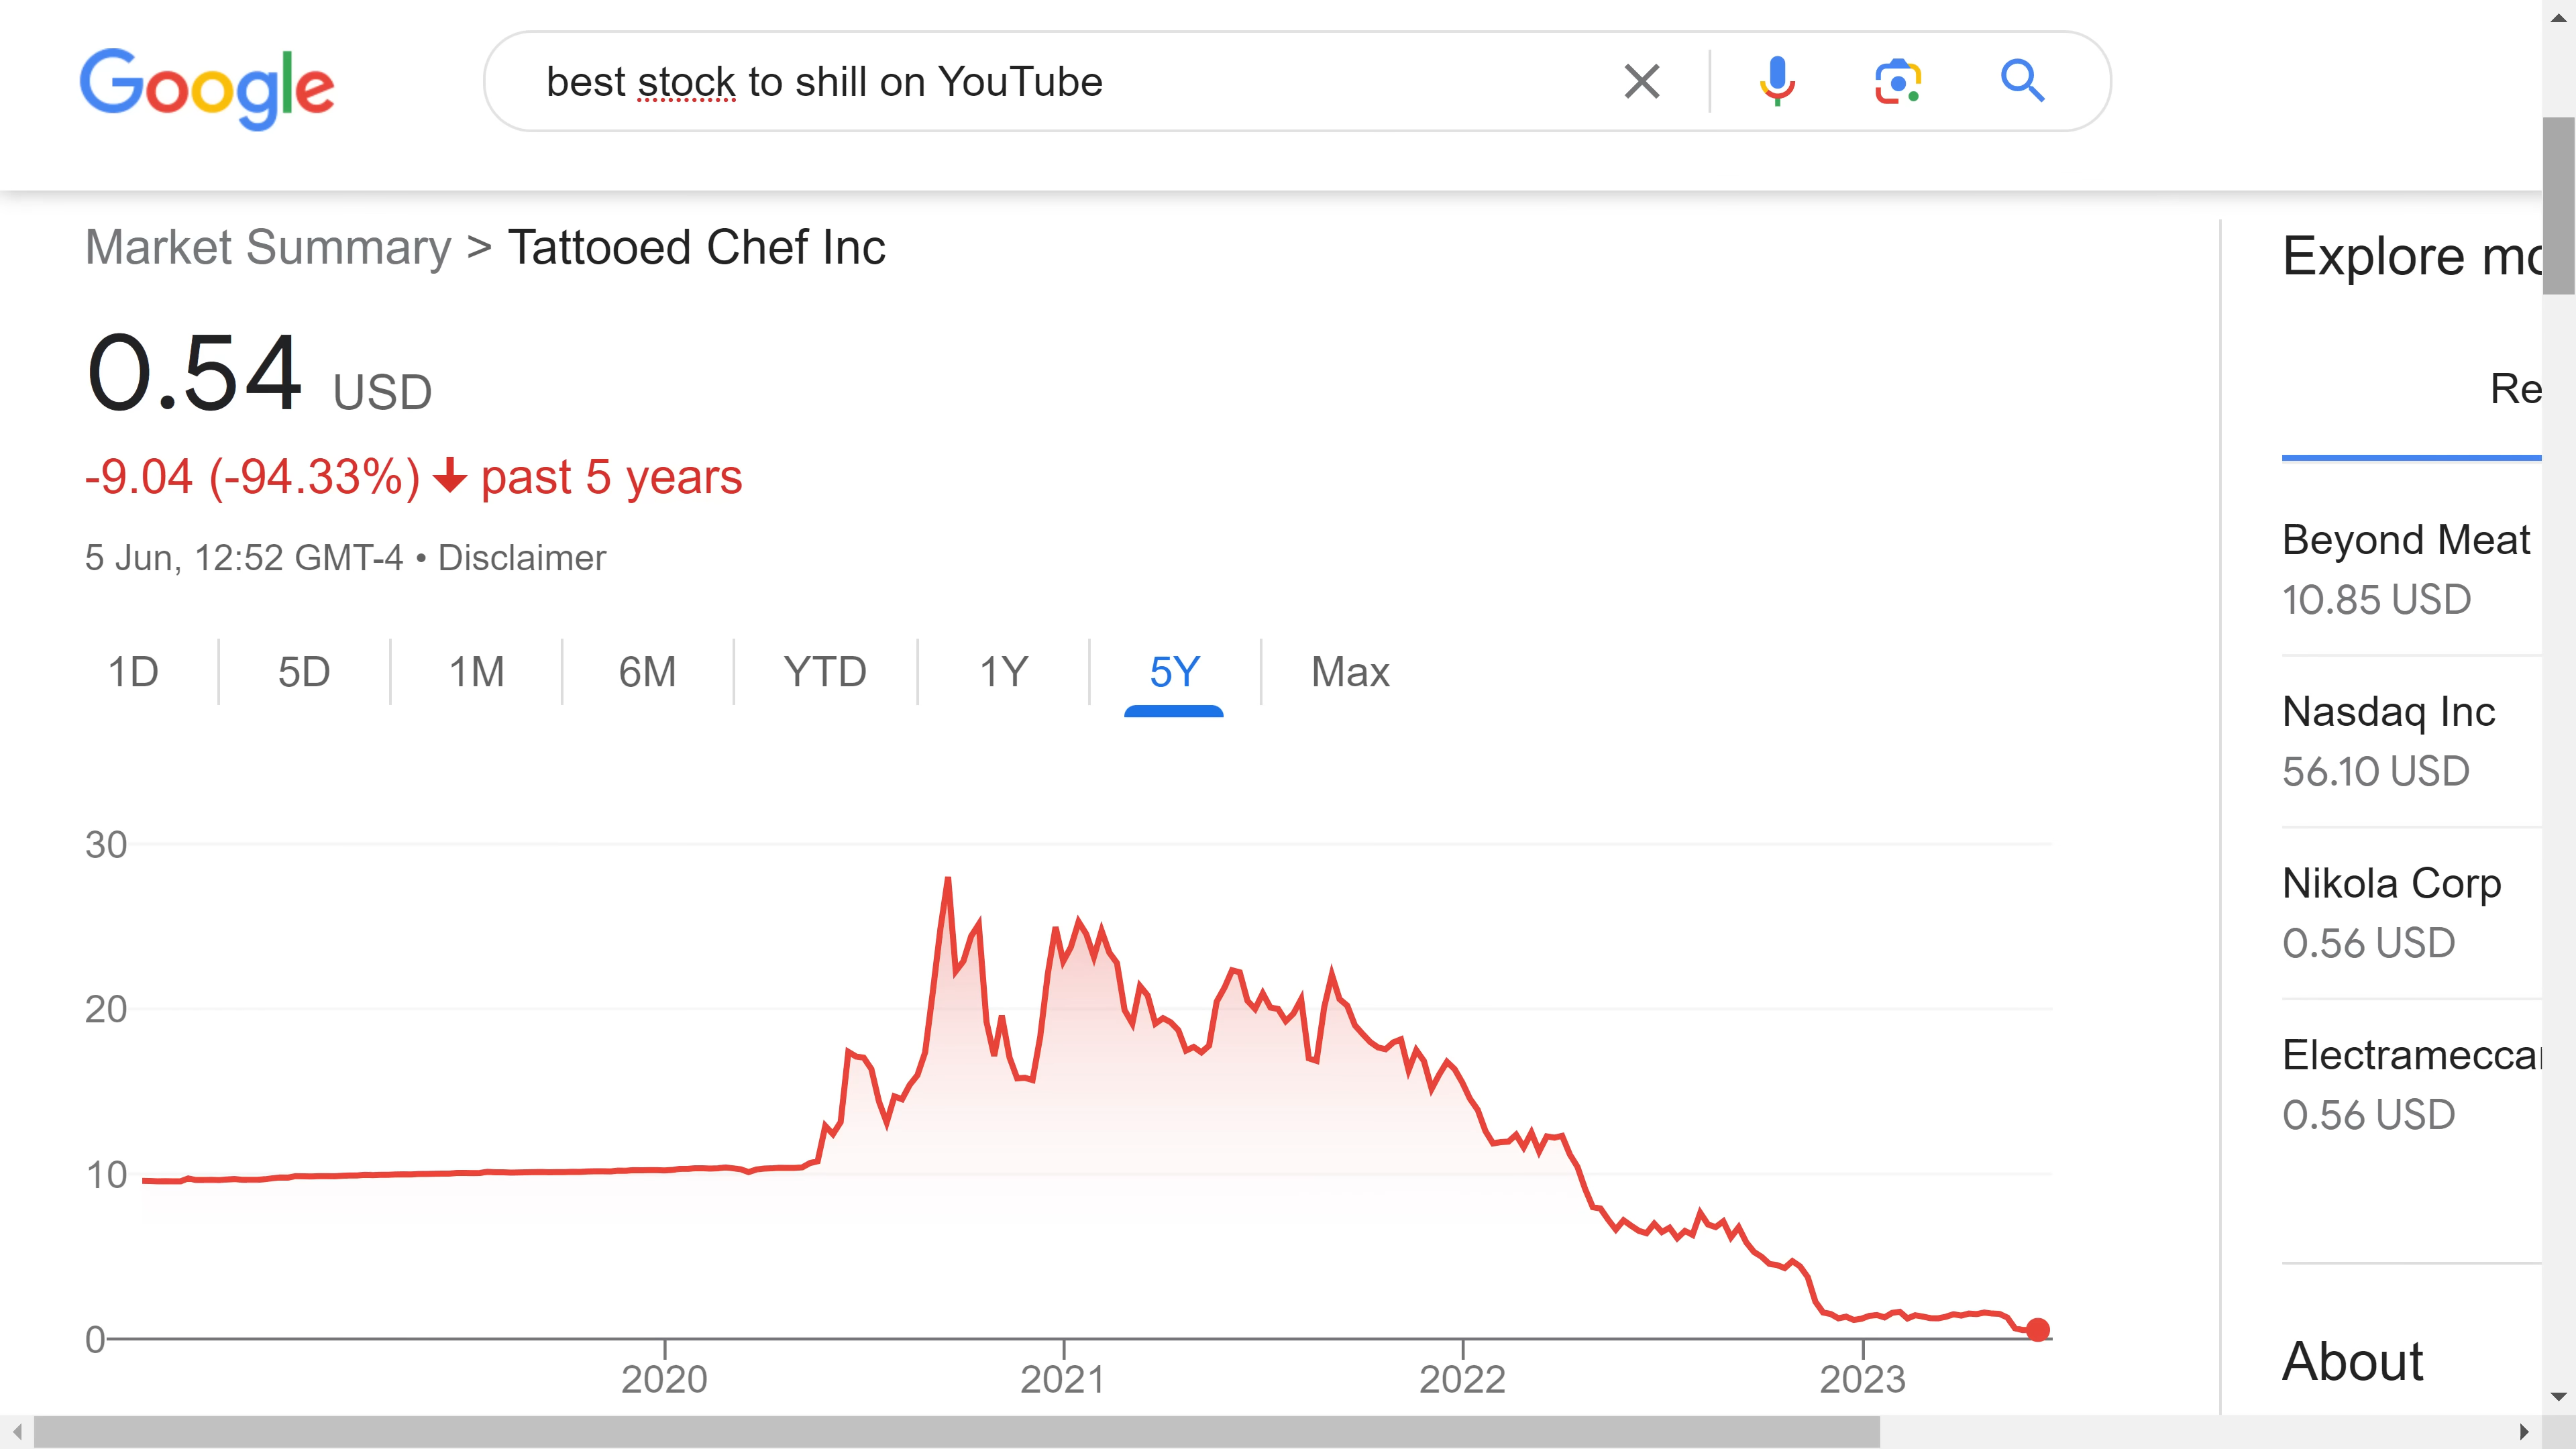 Google
best stock to shill on YouTube
Market Summary > Tattooed Chef Inc
0.54 USD
-9.04 (-94.33%) past 5 years
5 Jun, 12:52 GMT-4 • Disclaimer
1D 5D 1M 6M YTD 1Y 5Y Max
30
20
10
0
2020 2021 2022 2023
Explore
Beyond Meat
10.85 USD
Nasdaq Inc
56.10 USD
Nikola Corp
0.56 USD
0.56 USD
About